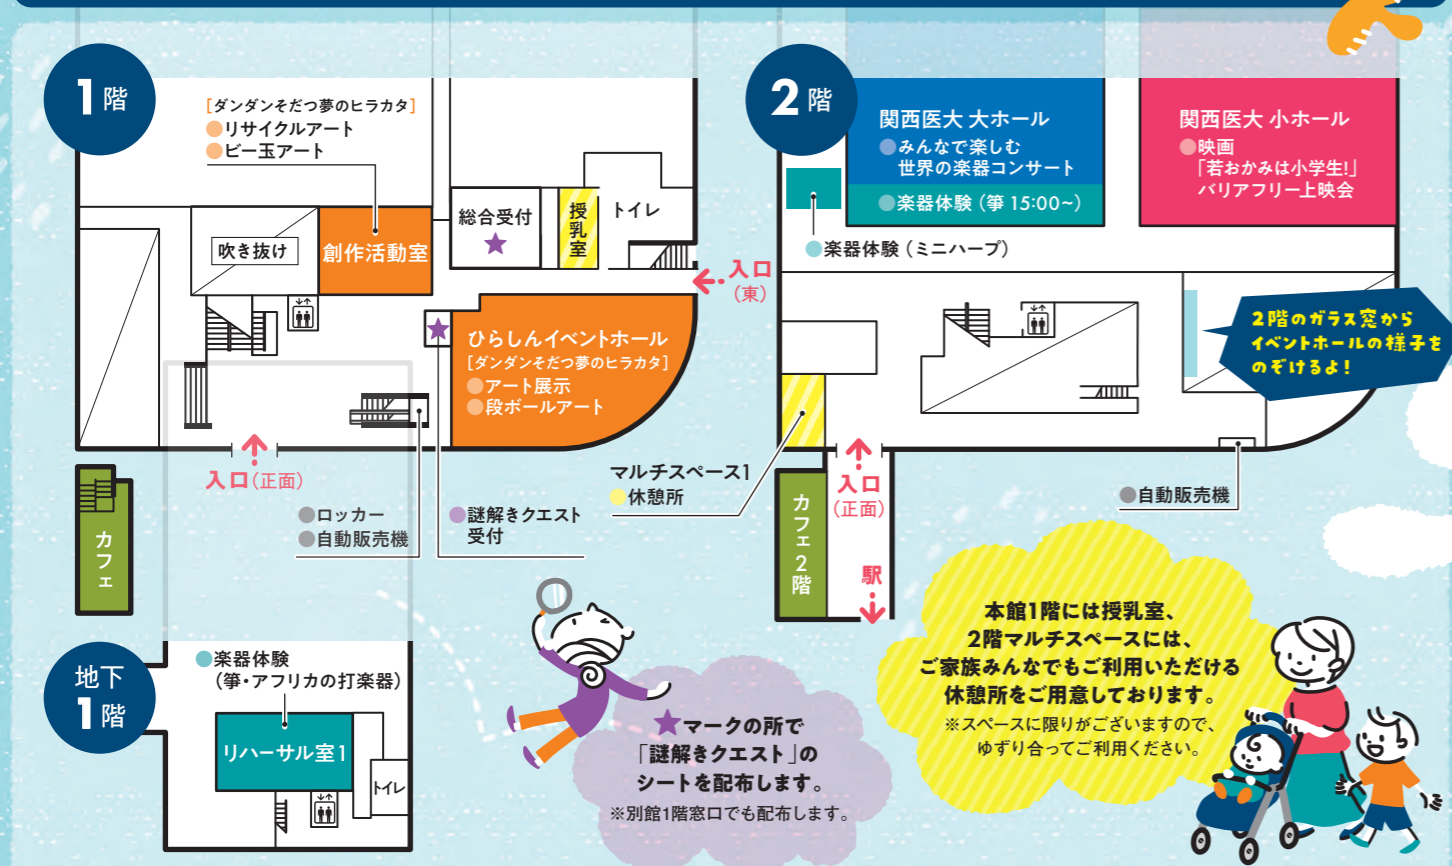 1階
[ダンダンそだつ夢のヒラカタ]
●リサイクルアート
●ビー玉アート
吹き抜け
創作活動室
総合受付
★
授乳室
トイレ
入口
(東)
★
ひらしんイベントホール
[ダンダンそだつ夢のヒラカタ]
●アート展示
●段ボールアート
入口(正面)
カフェ
●ロッカー
●自動販売機
●謎解きクエスト
受付
2階
関西医大 大ホール
●みんなで楽しむ
世界の楽器コンサート
●楽器体験(箏 15:00~)
関西医大 小ホール
●映画
「若おかみは小学生!」
バリアフリー上映会
●楽器体験(ミニハープ)
2階のガラス窓から
イベントホールの様子を
のぞけるよ!
マルチスペース1
●休憩所
入口
(正面)
カフェ2階
駅
●自動販売機
地下
1階
●楽器体験
(箏・アフリカの打楽器)
リハーサル室1
トイレ
★マークの所で
「謎解きクエスト」の
シートを配布します。
※別館1階窓口でも配布します。
本館1階には授乳室、
2階マルチスペースには、
ご家族みんなでもご利用いただける
休憩所をご用意しております。
※スペースに限りがございますので、
ゆずり合ってご利用ください。